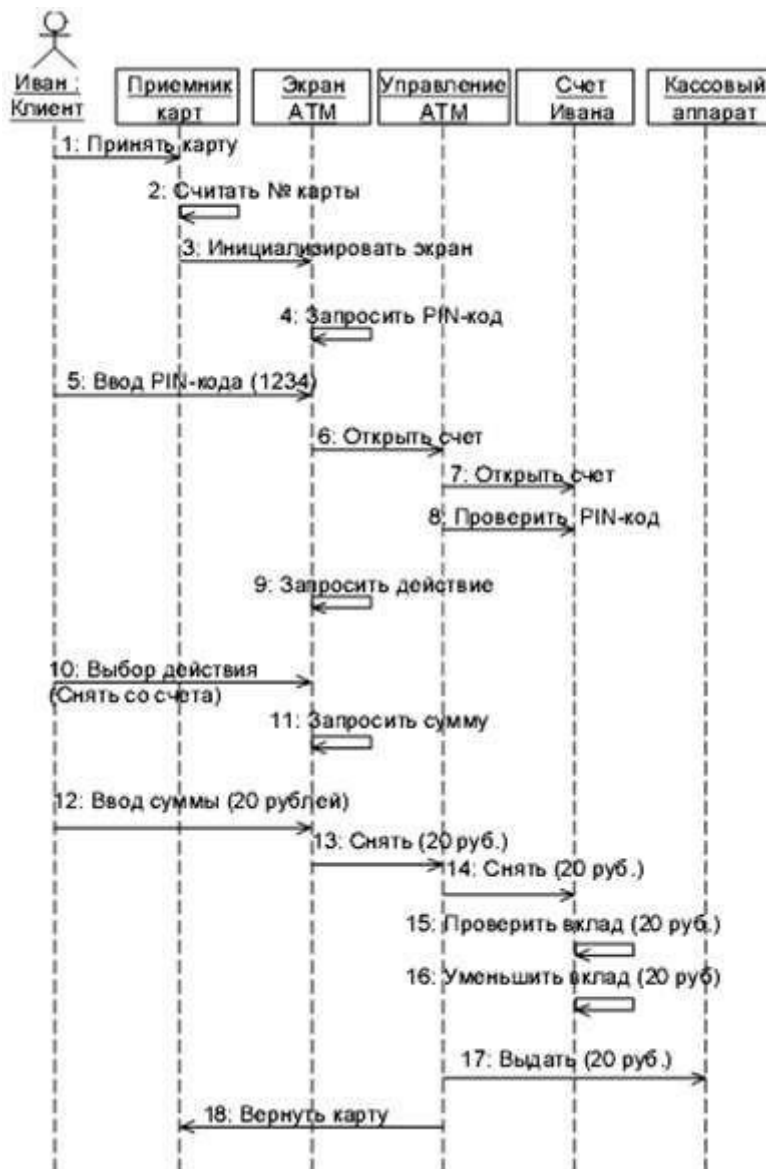 Иван :
Клиент
Приемник
карт
Экран
АТМ
Управление
АТМ
Счет
Ивана
Кассовый
аппарат
1: Принять карту
2: Считать № карты
3: Инициализировать экран
4: Запросить PIN-код
5: Ввод PIN-кода (1234)
6: Открыть счет
7: Открыть счет
8: Проверить PIN-код
9: Запросить действие
10: Выбор действия
(Снять со счета)
11: Запросить сумму
12: Ввод суммы (20 рублей)
13: Снять (20 руб.)
14: Снять (20 руб.)
15: Проверить вклад (20 руб.)
16: Уменьшить вклад (20 руб)
17: Выдать (20 руб.)
18: Вернуть карту